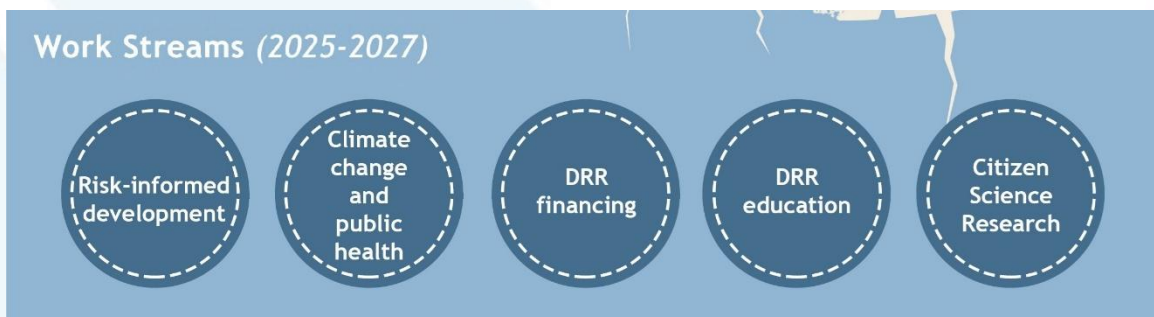 Work Streams (2025-2027)
Risk-informed
development
Climate
change
and
public
health
DRR
financing
DRR
education
Citizen
Science
Research